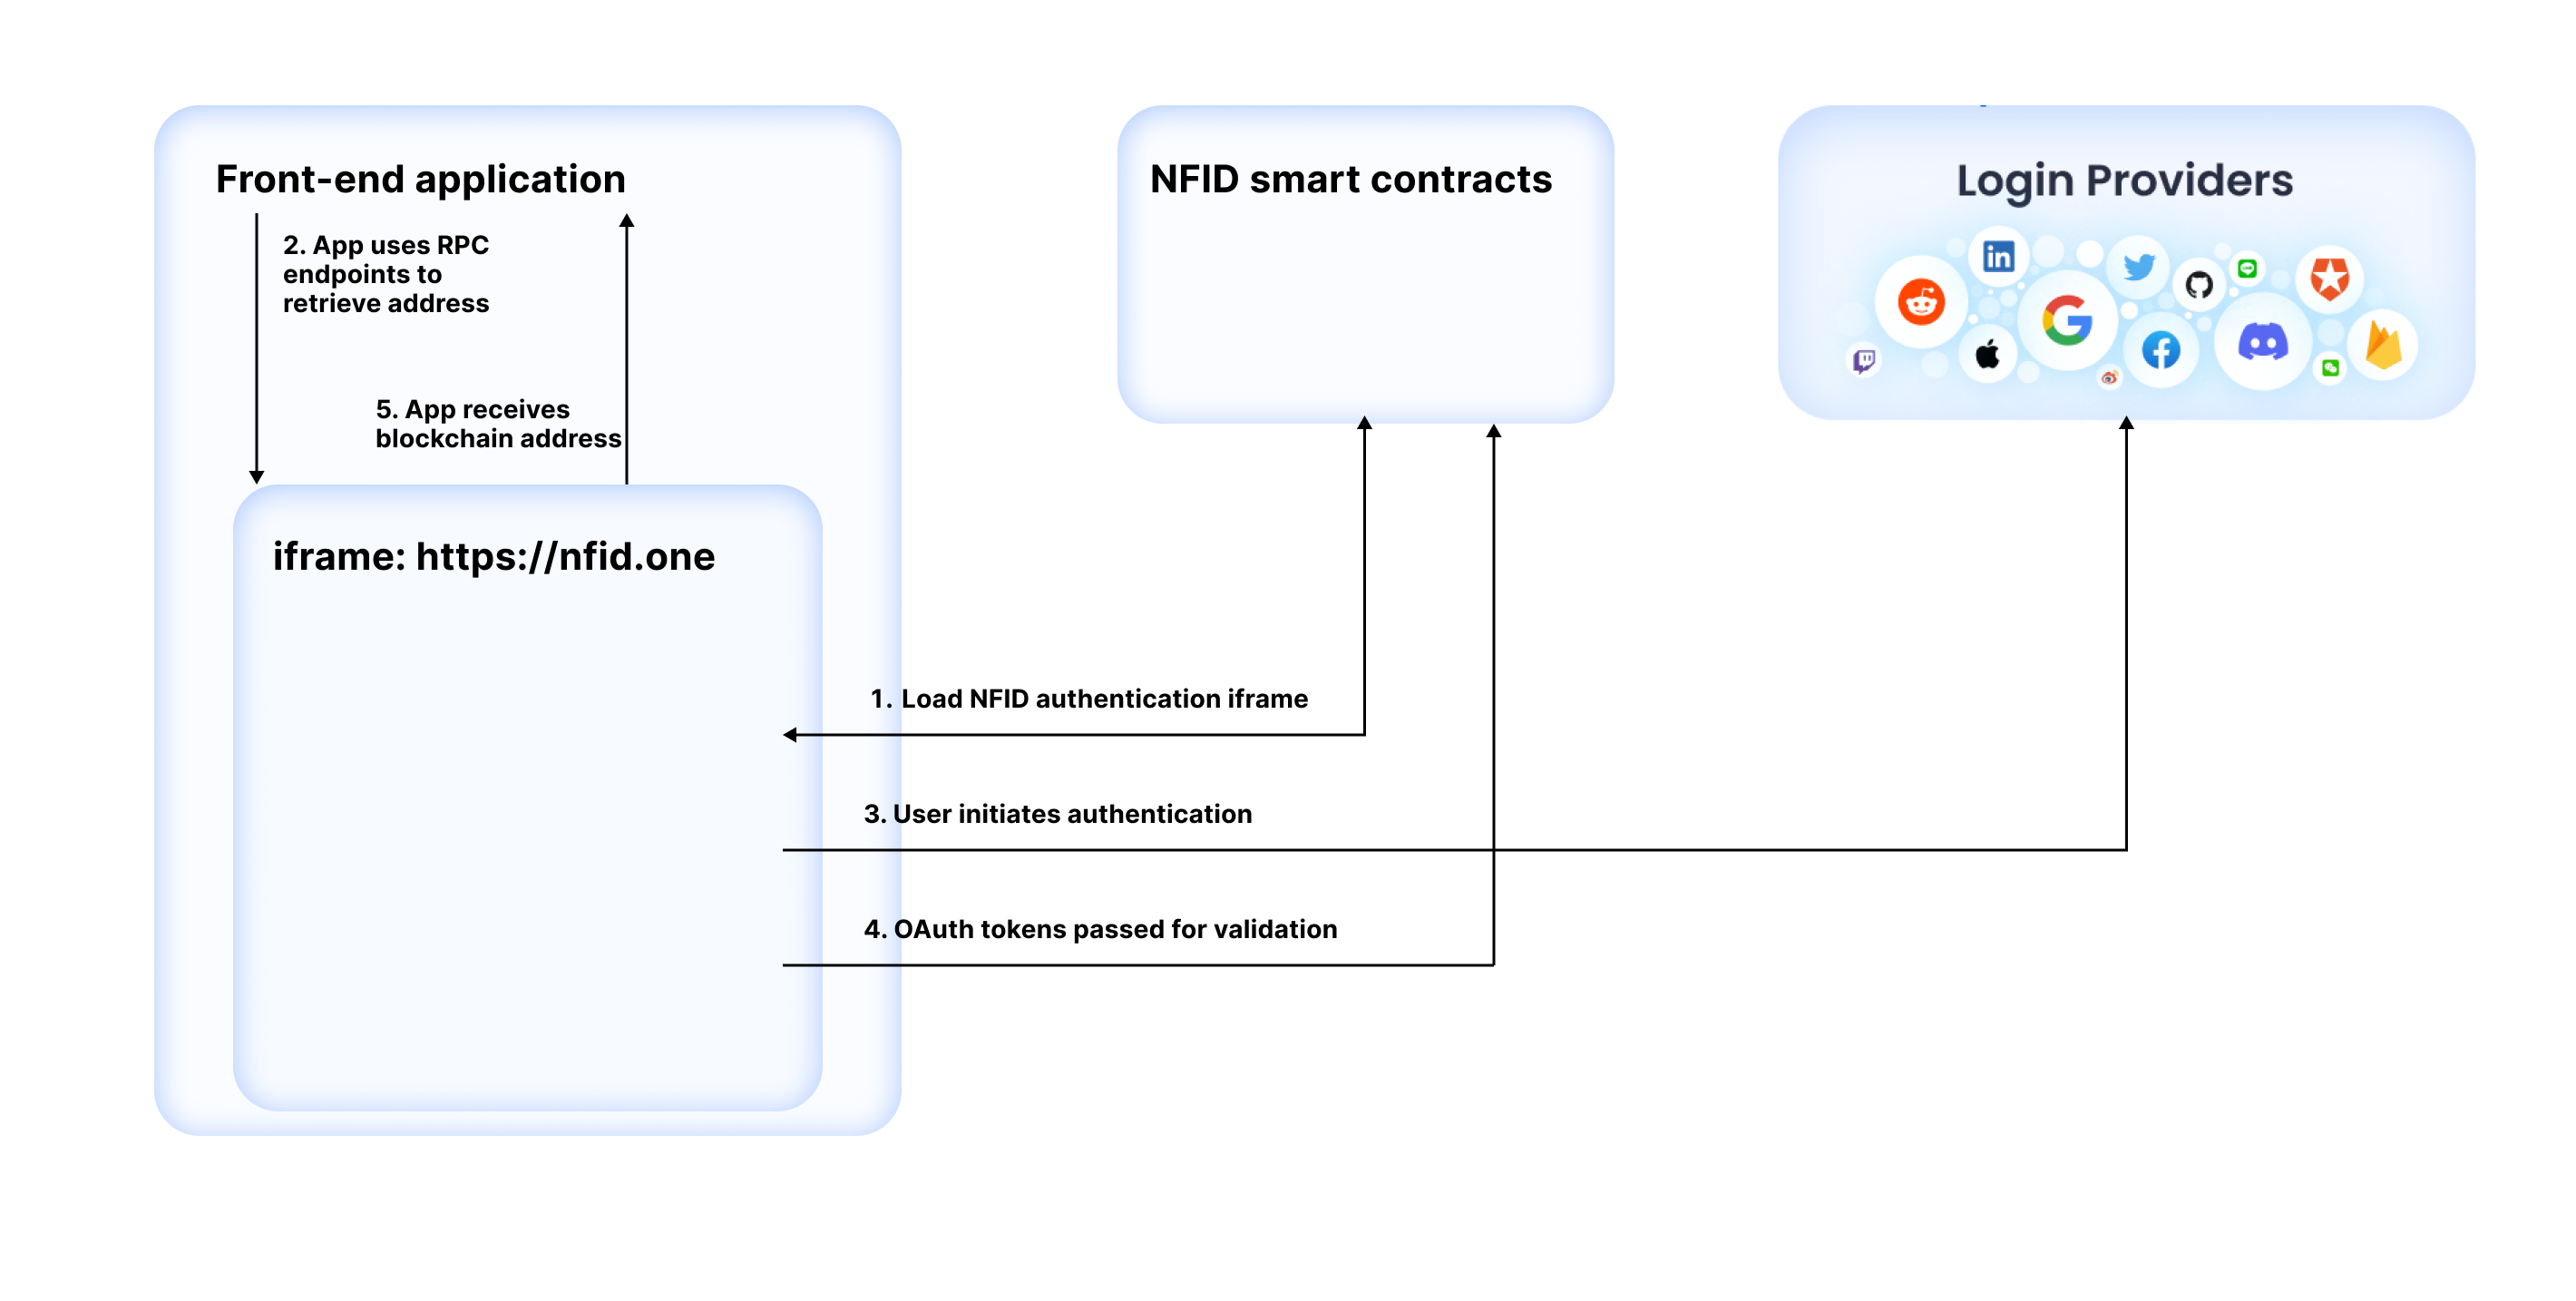 Front-end application
2. App uses RPC
endpoints to
retrieve address
5. App receives
blockchain address
iframe: https://nfid.one
NFID smart contracts
Login Providers
1. Load NFID authentication iframe
3. User initiates authentication
4. OAuth tokens passed for validation